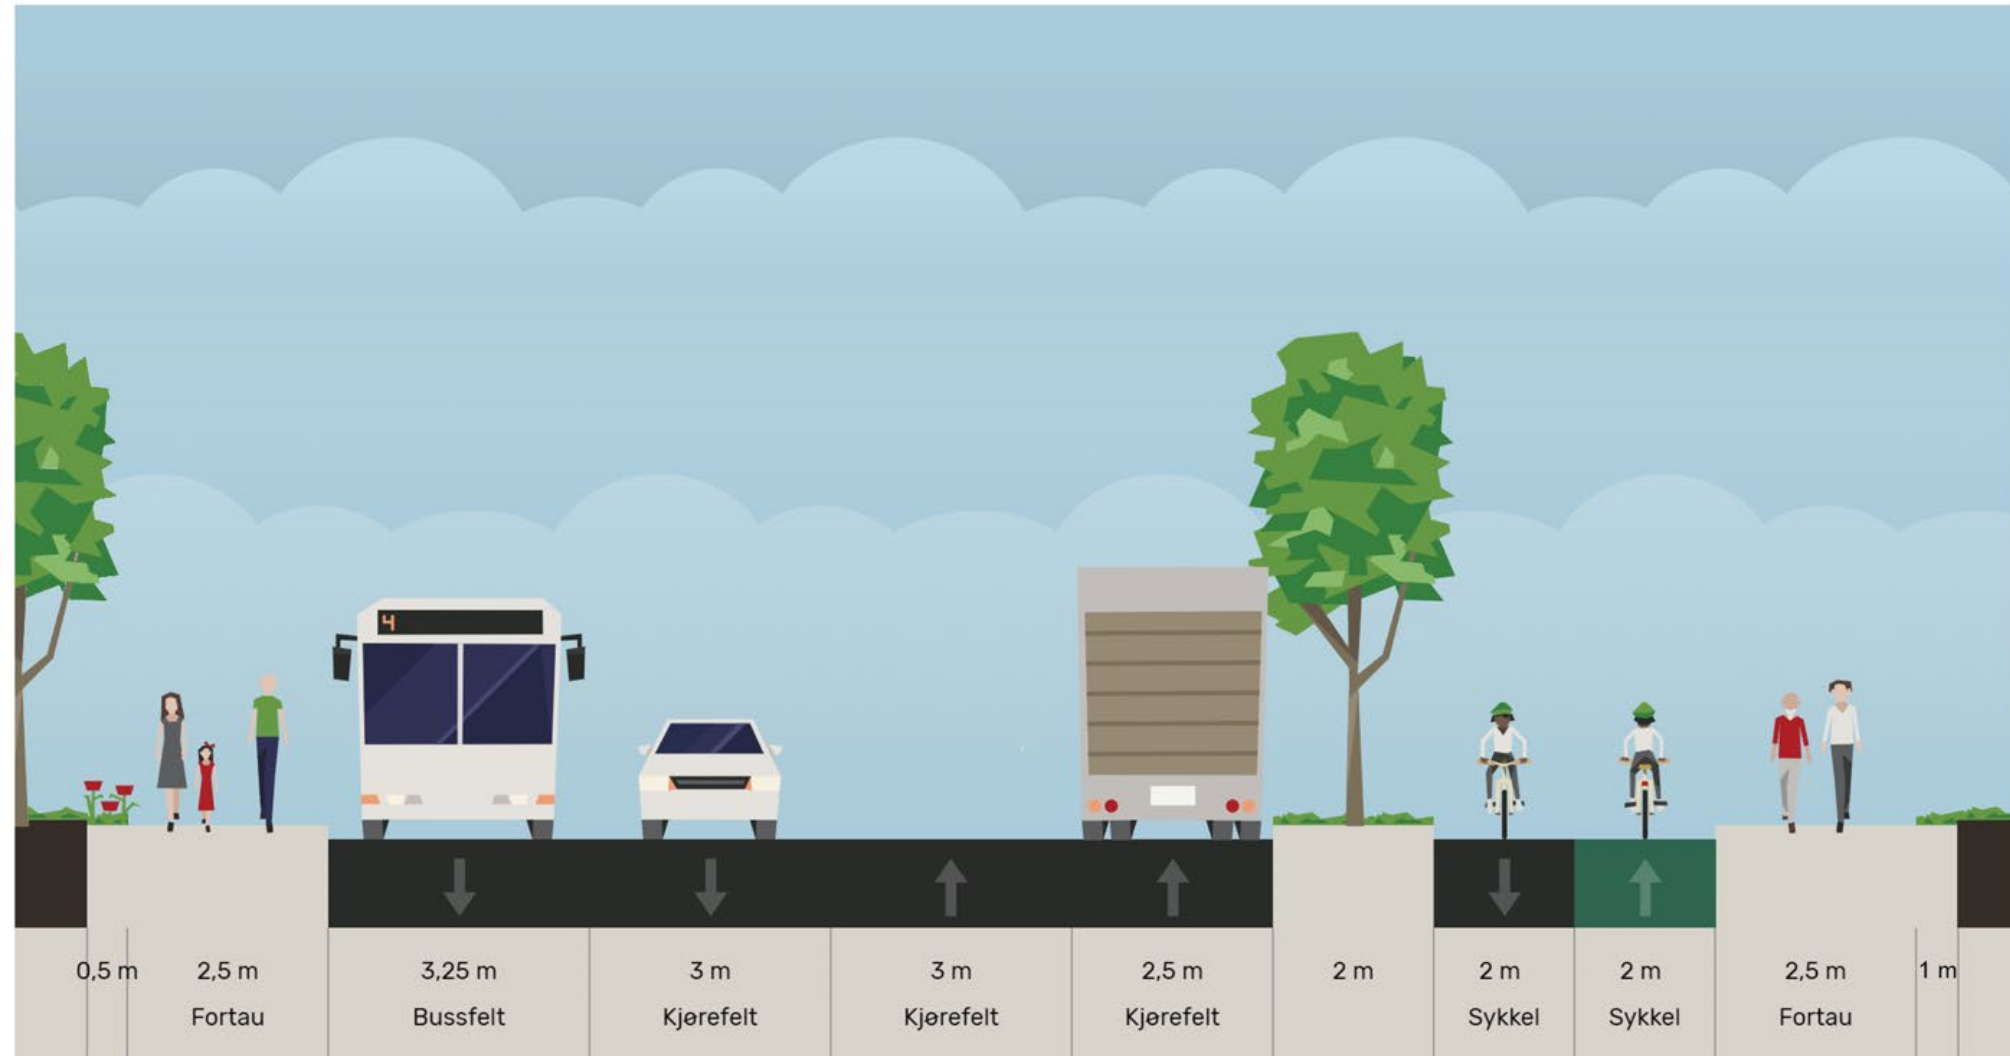 4
0,5 m 2,5 m 3,25 m 3 m 3 m 2,5 m 2 m 2 m 2 m 2,5 m 1 m
Fortau Bussfelt Kjørefelt Kjørefelt Kjørefelt Sykkel Sykkel Fortau